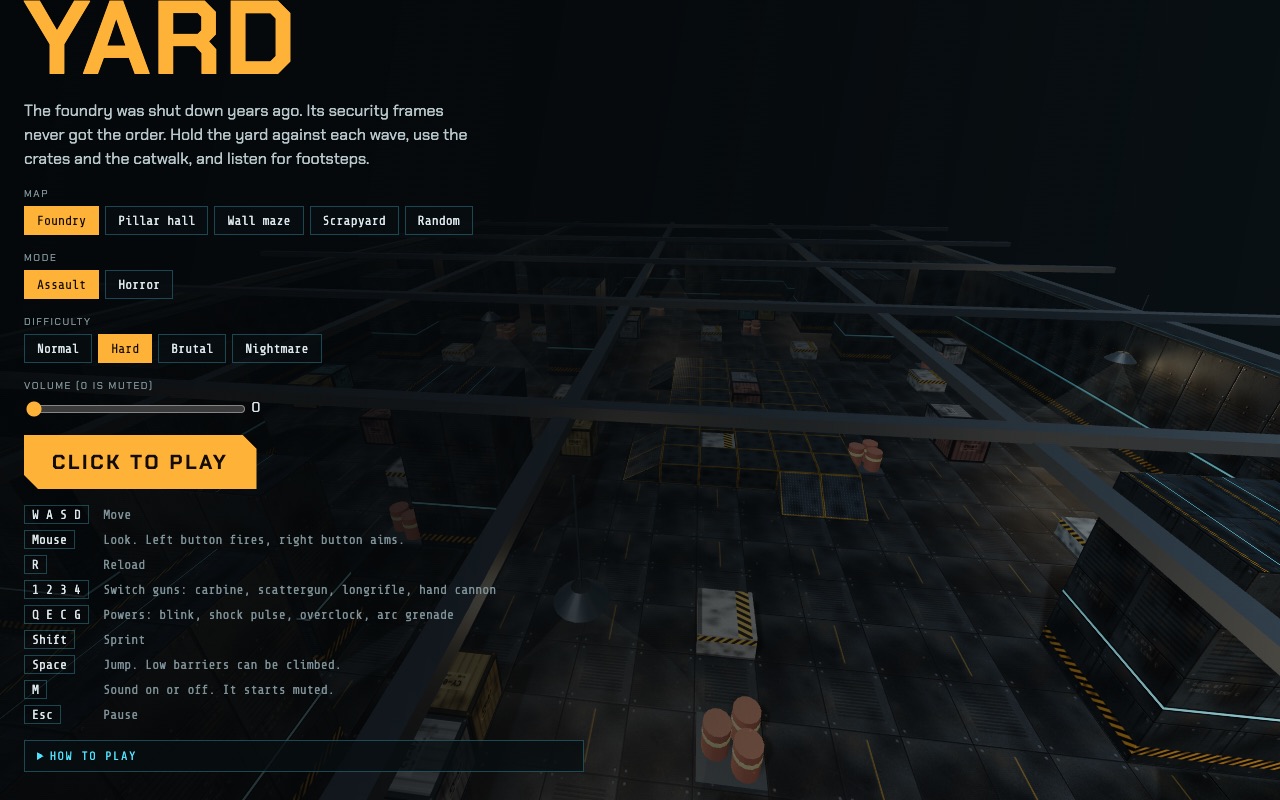 YARD
The foundry was shut down years ago. Its security frames
never got the order. Hold the yard against each wave, use the
crates and the catwalk, and listen for footsteps.
MAP
Foundry Pillar hall Wall maze Scrapyard Random
MODE
Assault Horror
DIFFICULTY
Normal Hard Brutal Nightmare
VOLUME (0 IS MUTED)
0
CLICK TO PLAY
W A S D Move
Mouse Look. Left button fires, right button aims.
R Reload
1 2 3 4 Switch guns: carbine, scattergun, longrifle, hand cannon
Q E C G Powers: blink, shock pulse, overclock, arc grenade
Shift Sprint
Space Jump. Low barriers can be climbed.
M Sound on or off. It starts muted.
Esc Pause
HOW TO PLAY